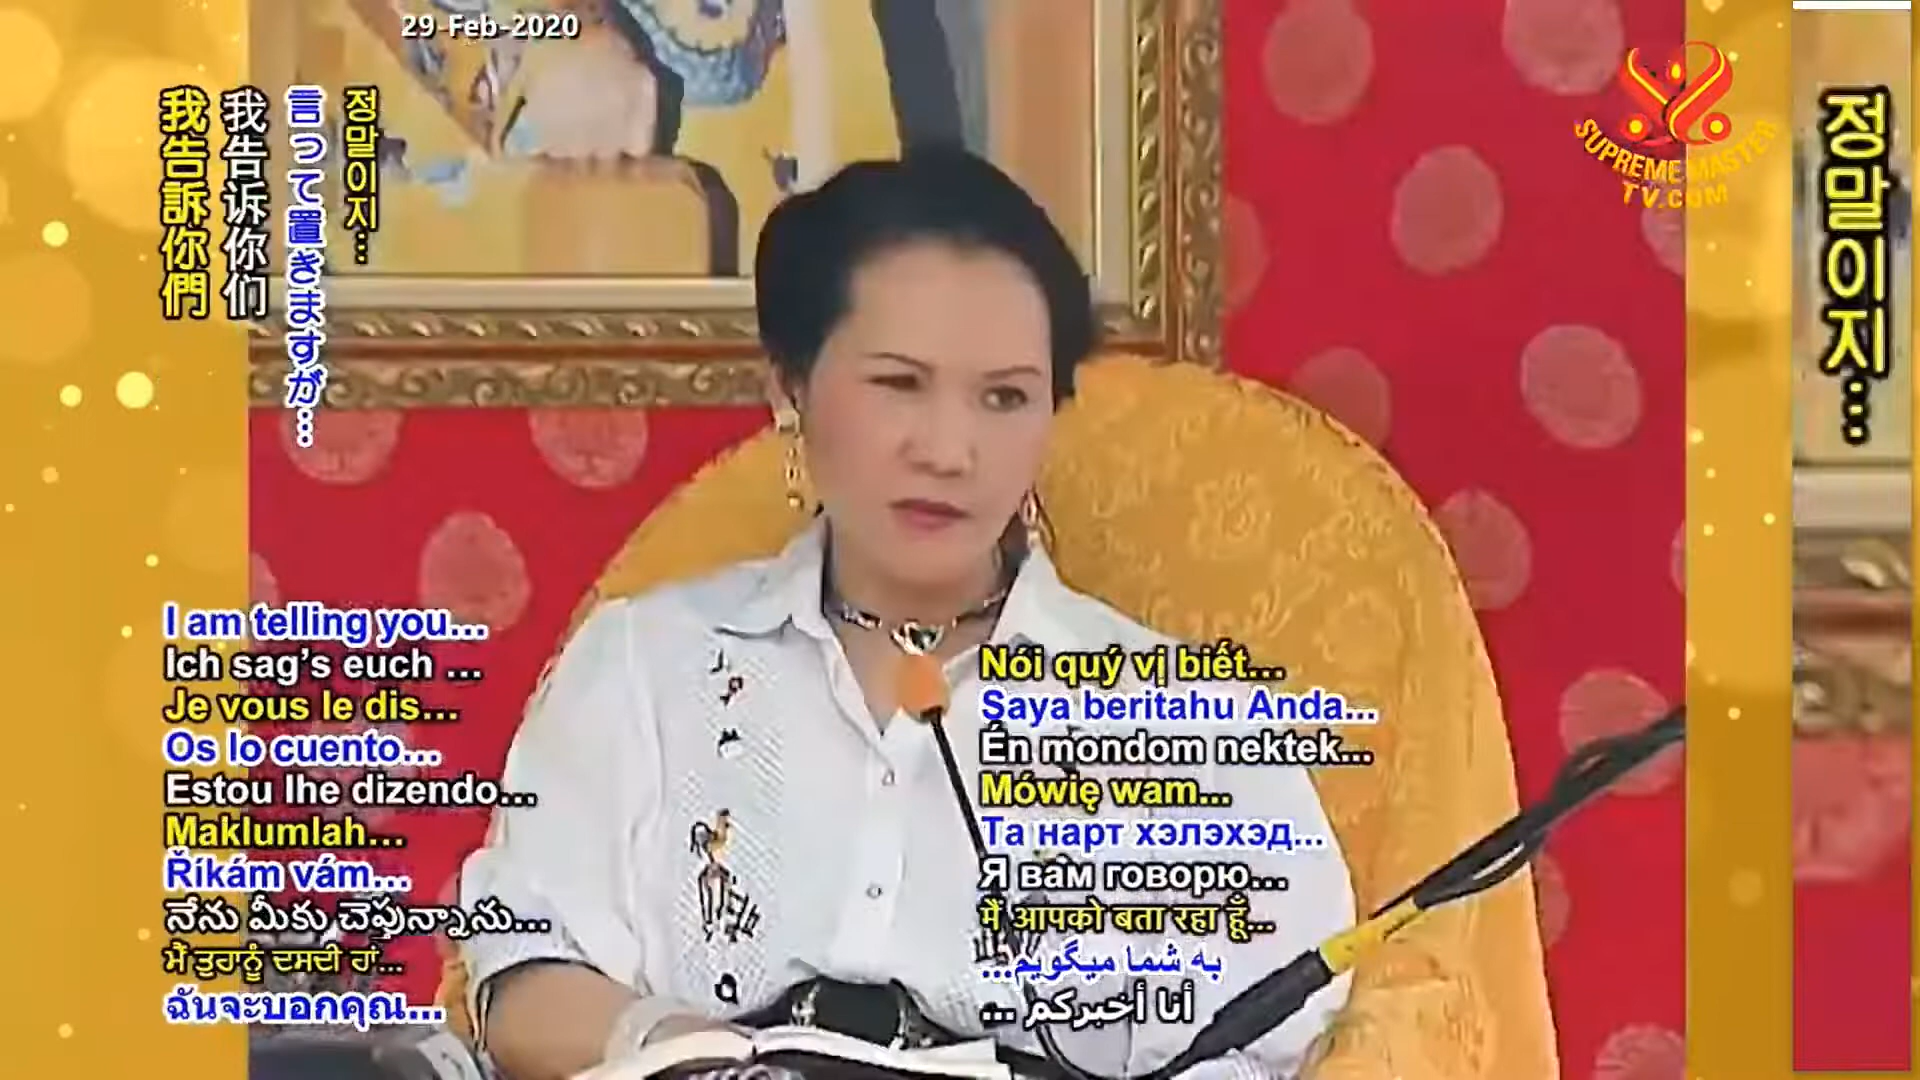 29-Feb-2020
SUPREME MASTER
TV.COM
我告訴你們
我告诉你们
言って置きますが…
정말이지…
정말이지…
I am telling you…
Ich sag’s euch …
Je vous le dis…
Os lo cuento…
Estou lhe dizendo…
Maklumlah…
Říkám vám…
నేను మీకు చెప్తున్నాను…
ਮੈਂ ਤੁਹਾਨੂੰ ਦਸਦੀ ਹਾਂ…
ฉันจะบอกคุณ…
Nói quý vị biết…
Saya beritahu Anda…
Én mondom nektek…
Mówię wam…
Та нарт хэлэхэд…
Я вам говорю…
मैं आपको बता रहा हूँ…
به شما میگویم…
أنا أخبركم …